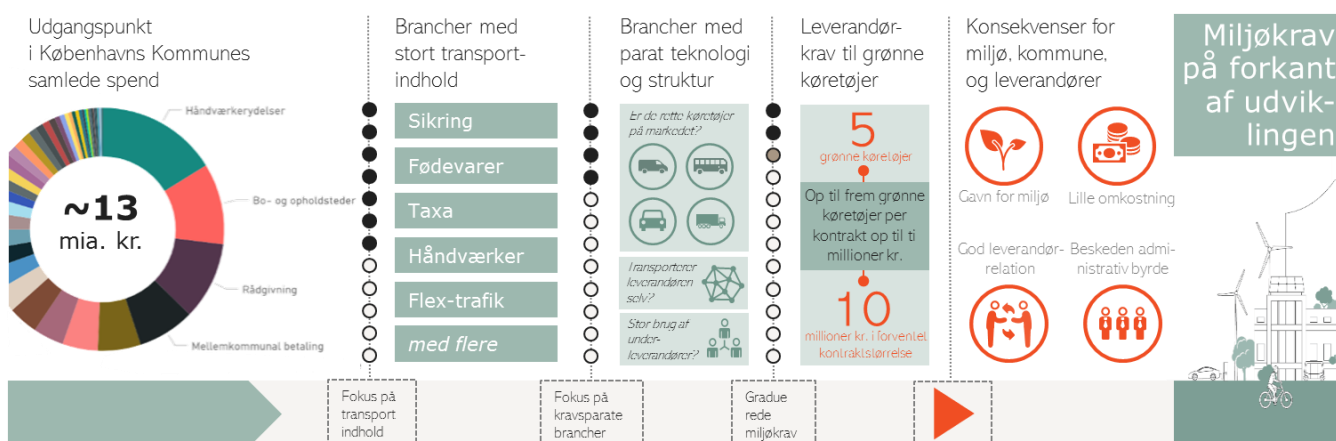 Udgangspunkt
i Københavns Kommunes
samlede spend
Håndværkerydelser
Bo- og opholdsteder
Rådgivning
Mellemkommunal betaling
~13
mia. kr.
Brancher med
stort transport-
indhold
Sikring
Fødevarer
Taxa
Håndværker
Flex-trafik
med flere
Brancher med
parat teknologi
og struktur
Er de rette køretøjer
på markedet?
Transporterer
leverandøren
selv?
Stor brug af
under-
leverandører?
Leverandør-
krav til grønne
køretøjer
5
grønne køretøjer
Op til frem grønne
køretøjer per
kontrakt op til ti
millioner kr.
10
millioner kr. i forventet
kontraktstørrelse
Konsekvenser for
miljø, kommune,
og leverandører
Gavn for miljø
Lille omkostning
God leverandør-
relation
Beskeden admi-
nistrativ byrde
Miljøkrav
på forkant
af udvik-
lingen
Fokus på
transport
indhold
Fokus på
kravsparate
brancher
Gradue
rede
miljøkrav